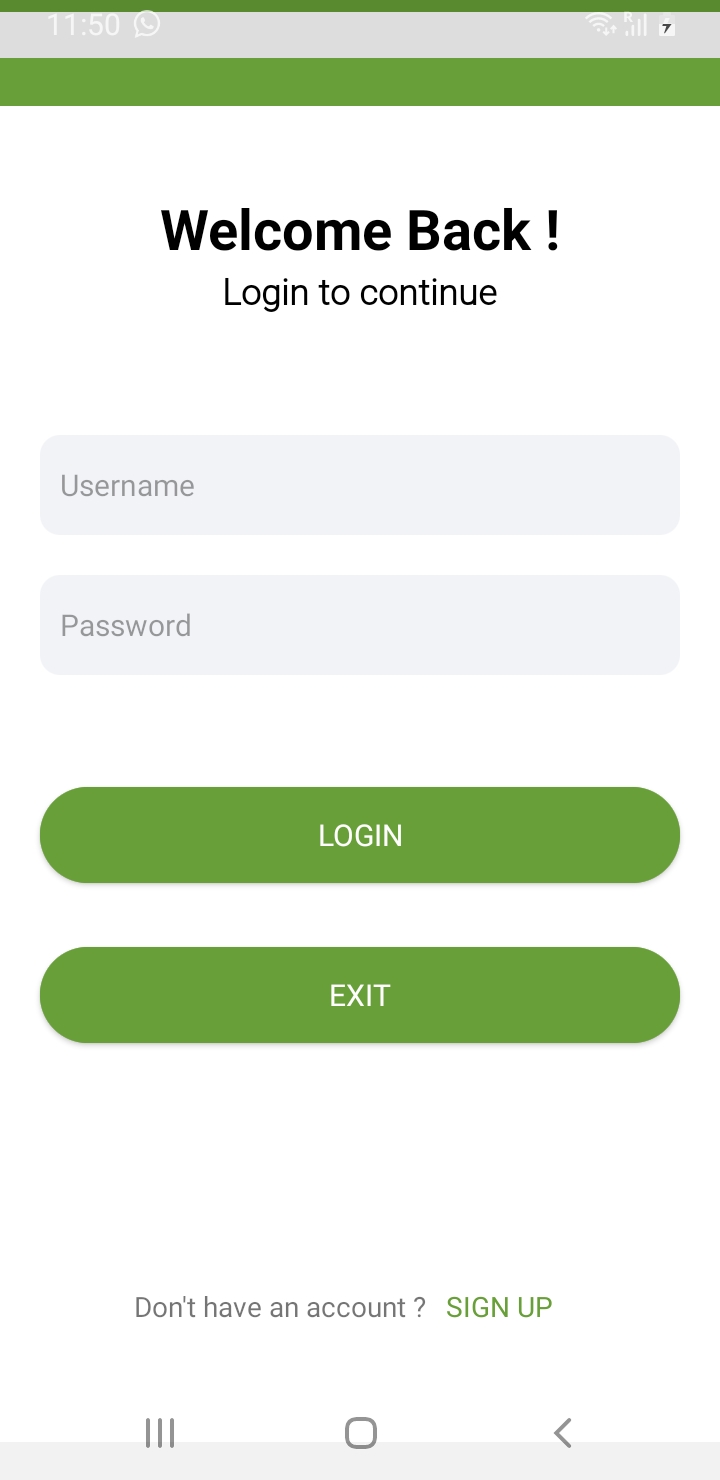 11:50
R
Welcome Back !
Login to continue
Username
Password
LOGIN
EXIT
Don't have an account ? SIGN UP